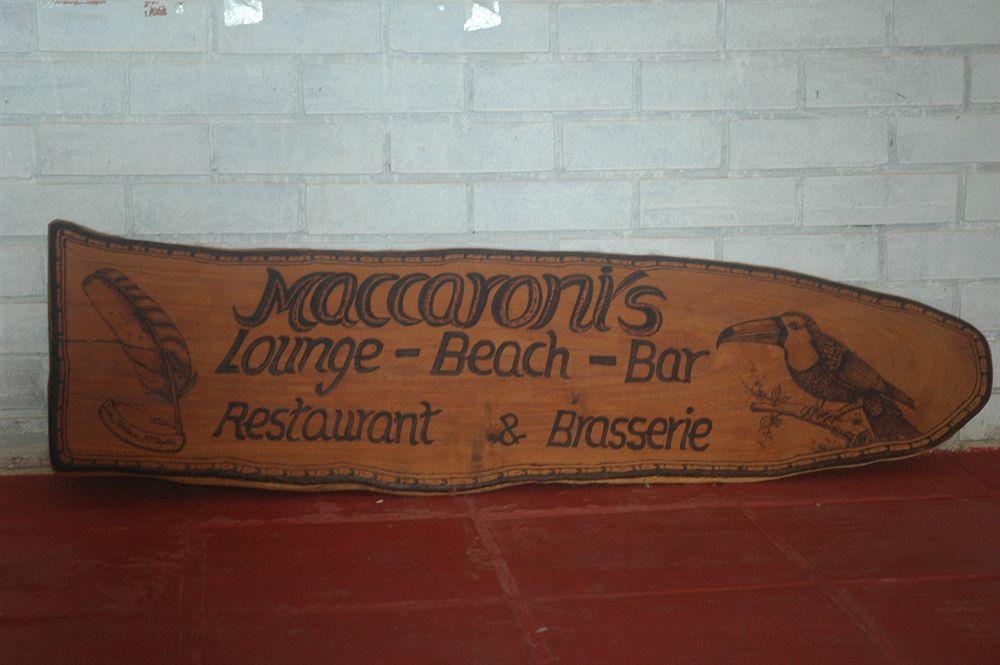 Maccaroni's
Lounge - Beach - Bar
Restaurant & Brasserie